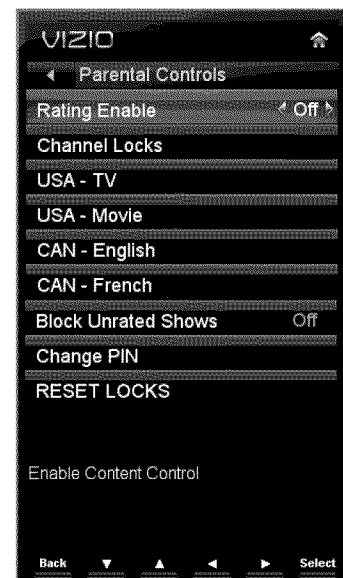 VIZIO
Parental Controls
Rating Enable Off
Channel Locks
USA - TV
USA - Movie
CAN - English
CAN - French
Block Unrated Shows Off
Change PIN
RESET LOCKS
Enable Content Control
Back ▼ ▲ ◄ ► Select